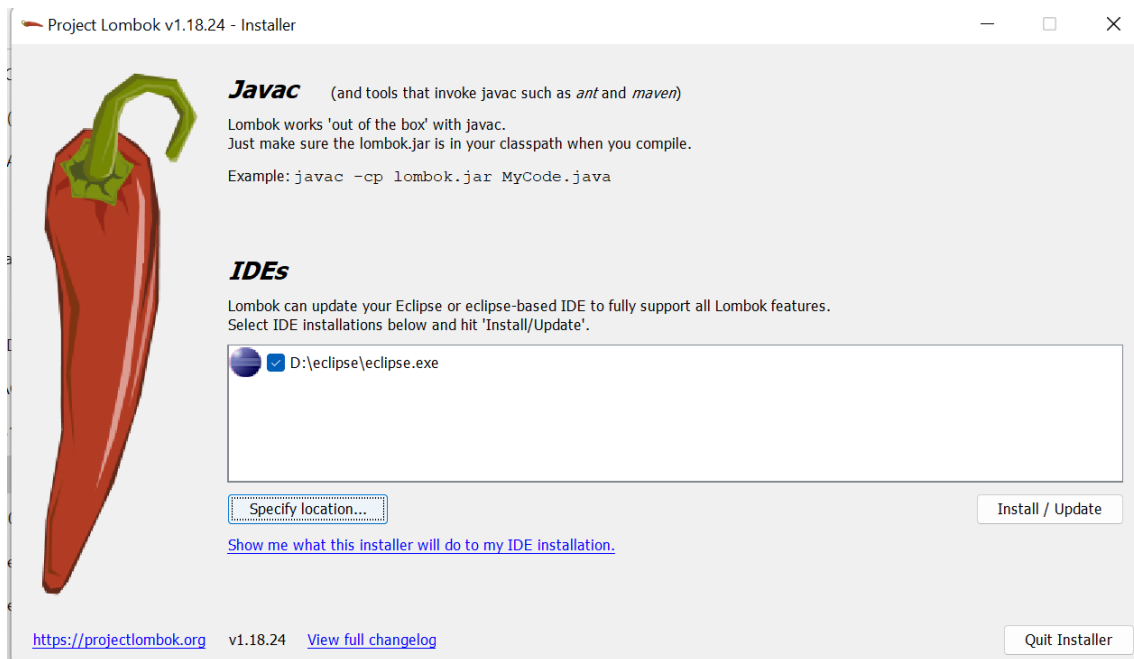 Project Lombok v1.18.24 - Installer
Javac (and tools that invoke javac such as ant and maven)
Lombok works 'out of the box' with javac.
Just make sure the lombok.jar is in your classpath when you compile.
Example: javac -cp lombok.jar MyCode.java
IDEs
Lombok can update your Eclipse or eclipse-based IDE to fully support all Lombok features.
Select IDE installations below and hit 'Install/Update'.
D:\eclipse\eclipse.exe
Specify location... Install / Update
Show me what this installer will do to my IDE installation.
https://projectlombok.org v1.18.24 View full changelog Quit Installer